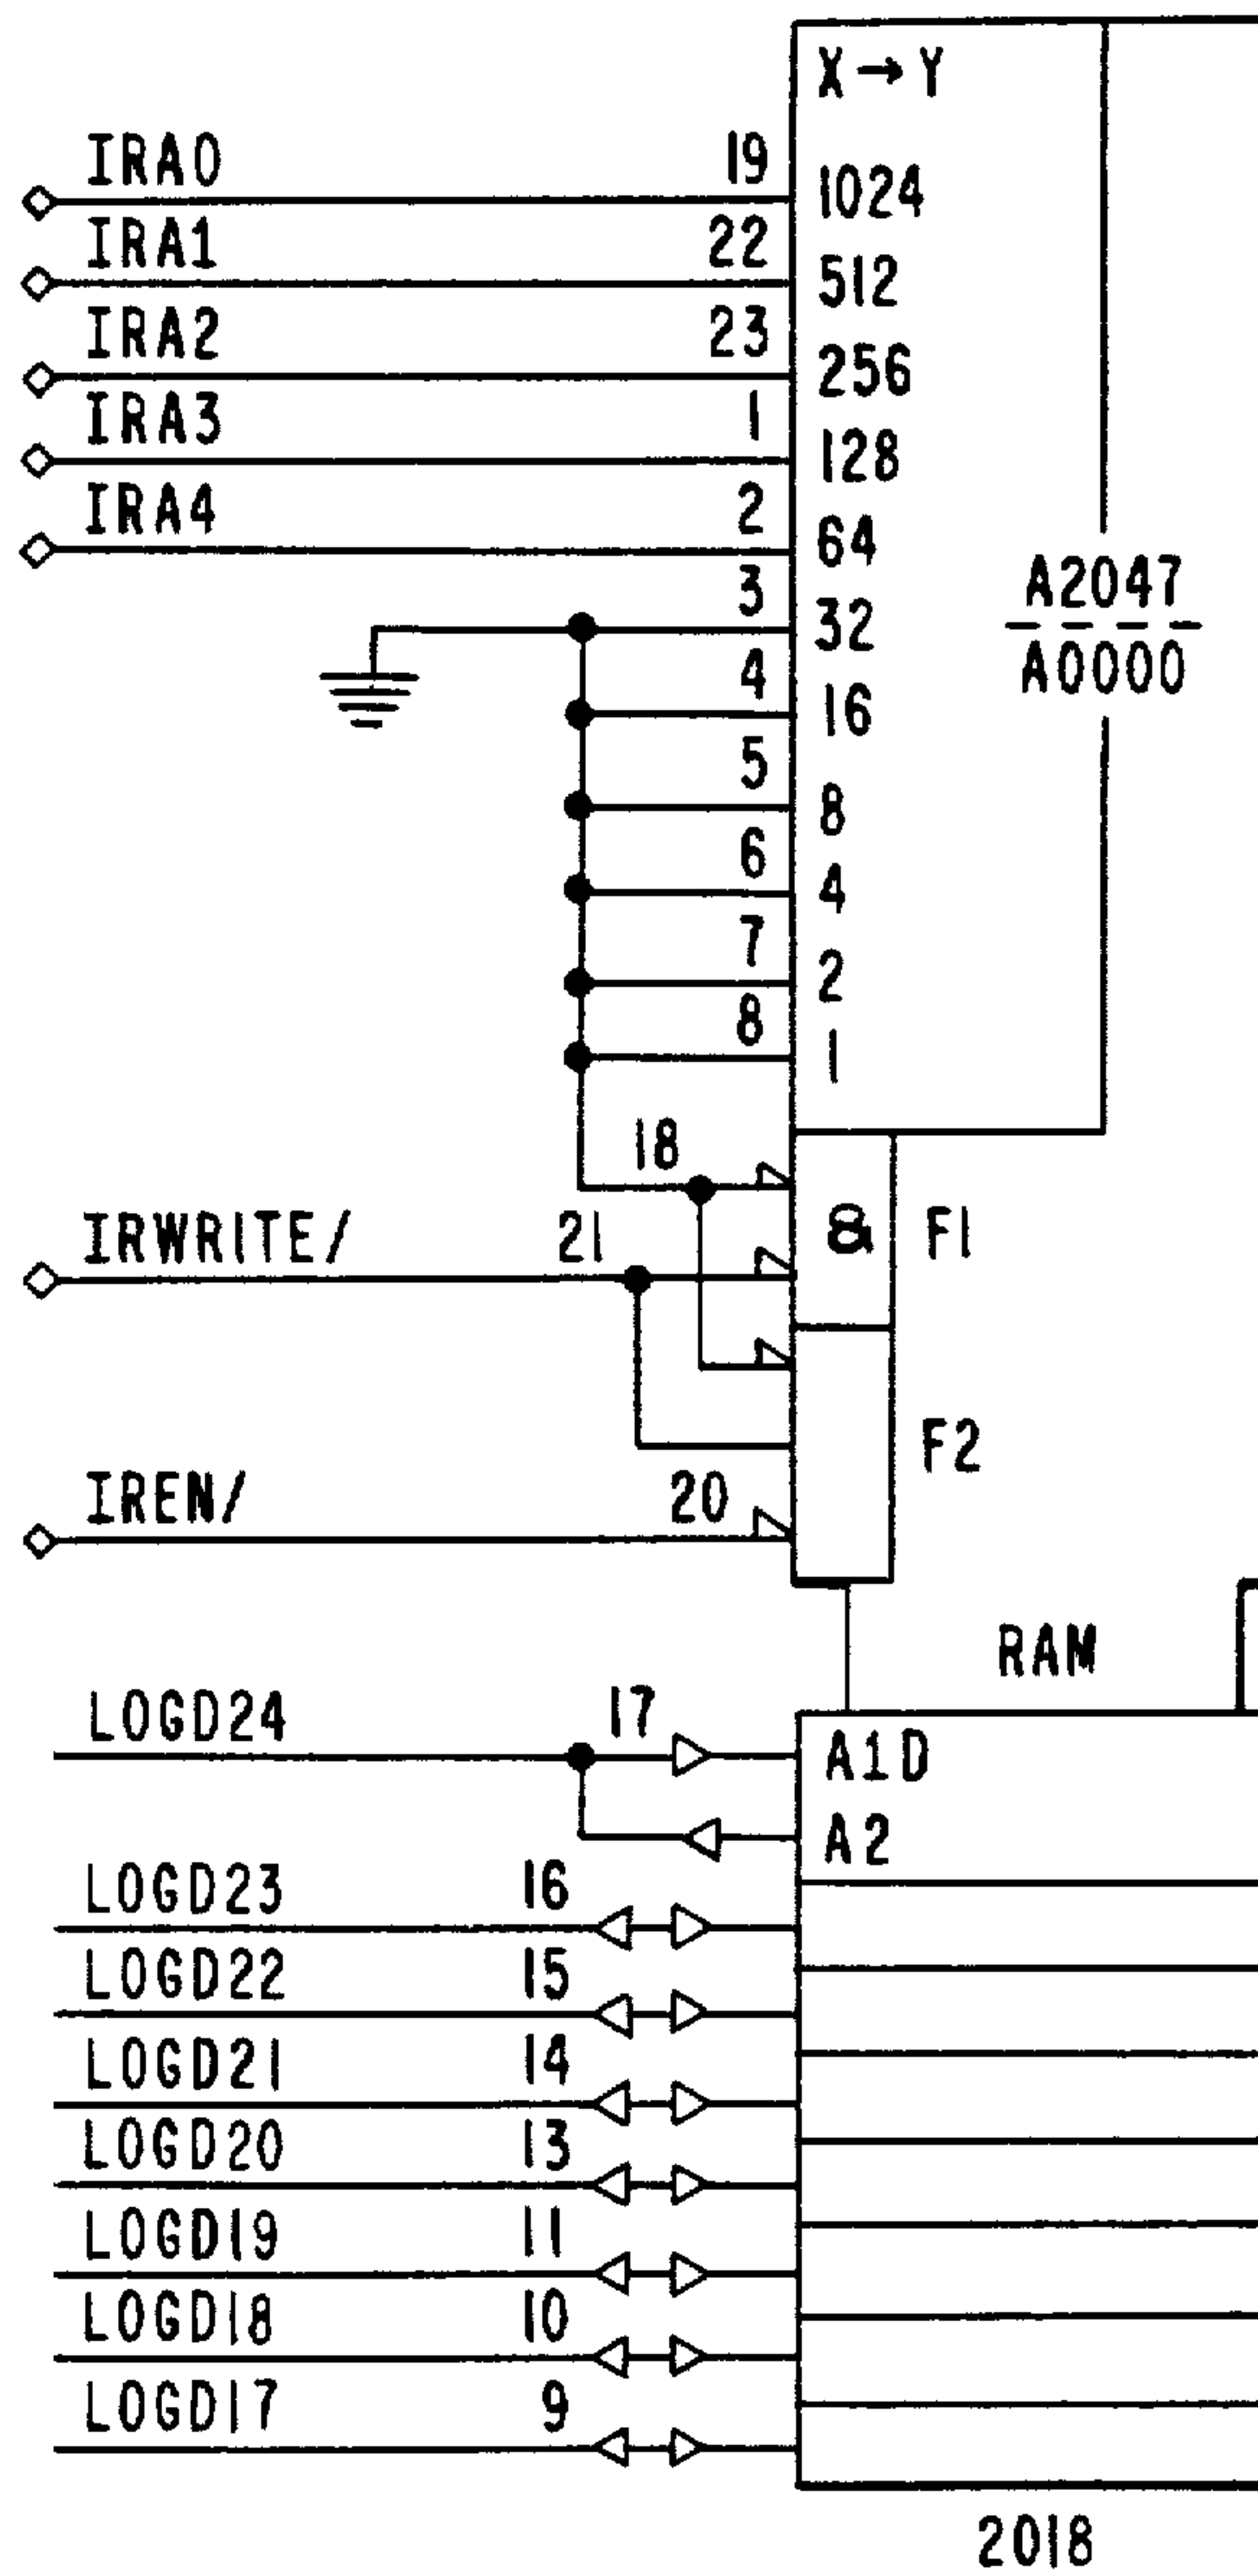 X→Y
IRA0 19 1024
IRA1 22 512
IRA2 23 256
IRA3 1 128
IRA4 2 64
A2047
3 32
A0000
4 16
5 8
6 4
7 2
8 1
18
IRWRITE/ 21 & F1
F2
IREN/ 20
RAM
LOGD24 17 A1D
A2
LOGD23 16
LOGD22 15
LOGD21 14
LOGD20 13
LOGD19 11
LOGD18 10
LOGD17 9
2018